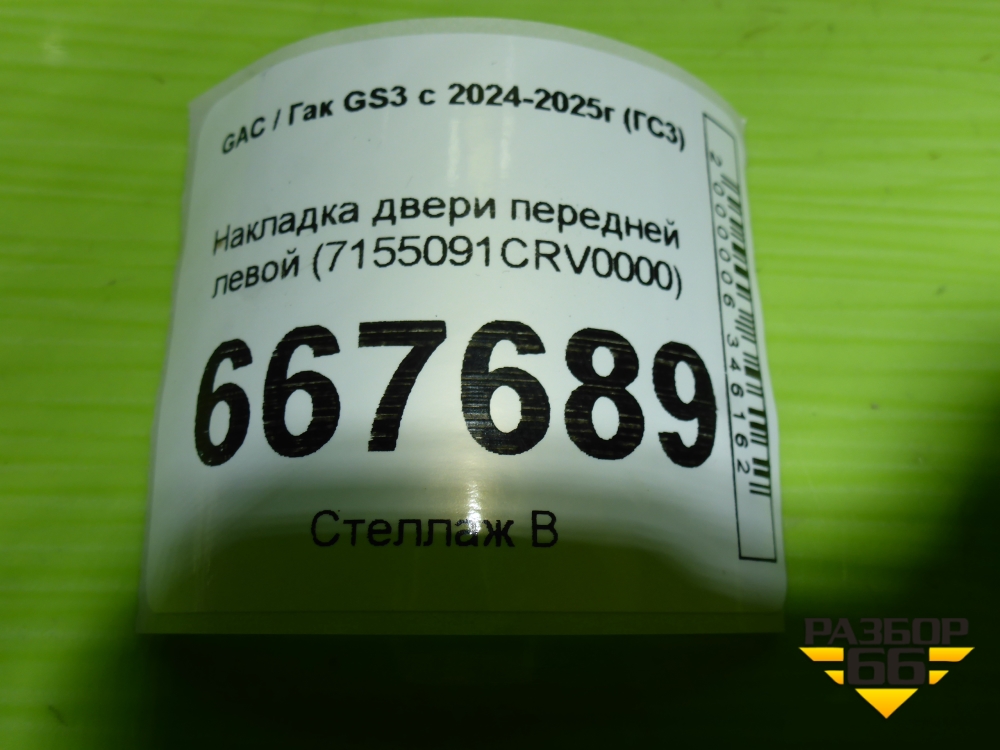 GAC / Гак GS3 с 2024-2025г (ГС3)
Накладка двери передней
левой (7155091CRV0000)
667689
Стеллаж В
2000006346162
РАЗБОР
66